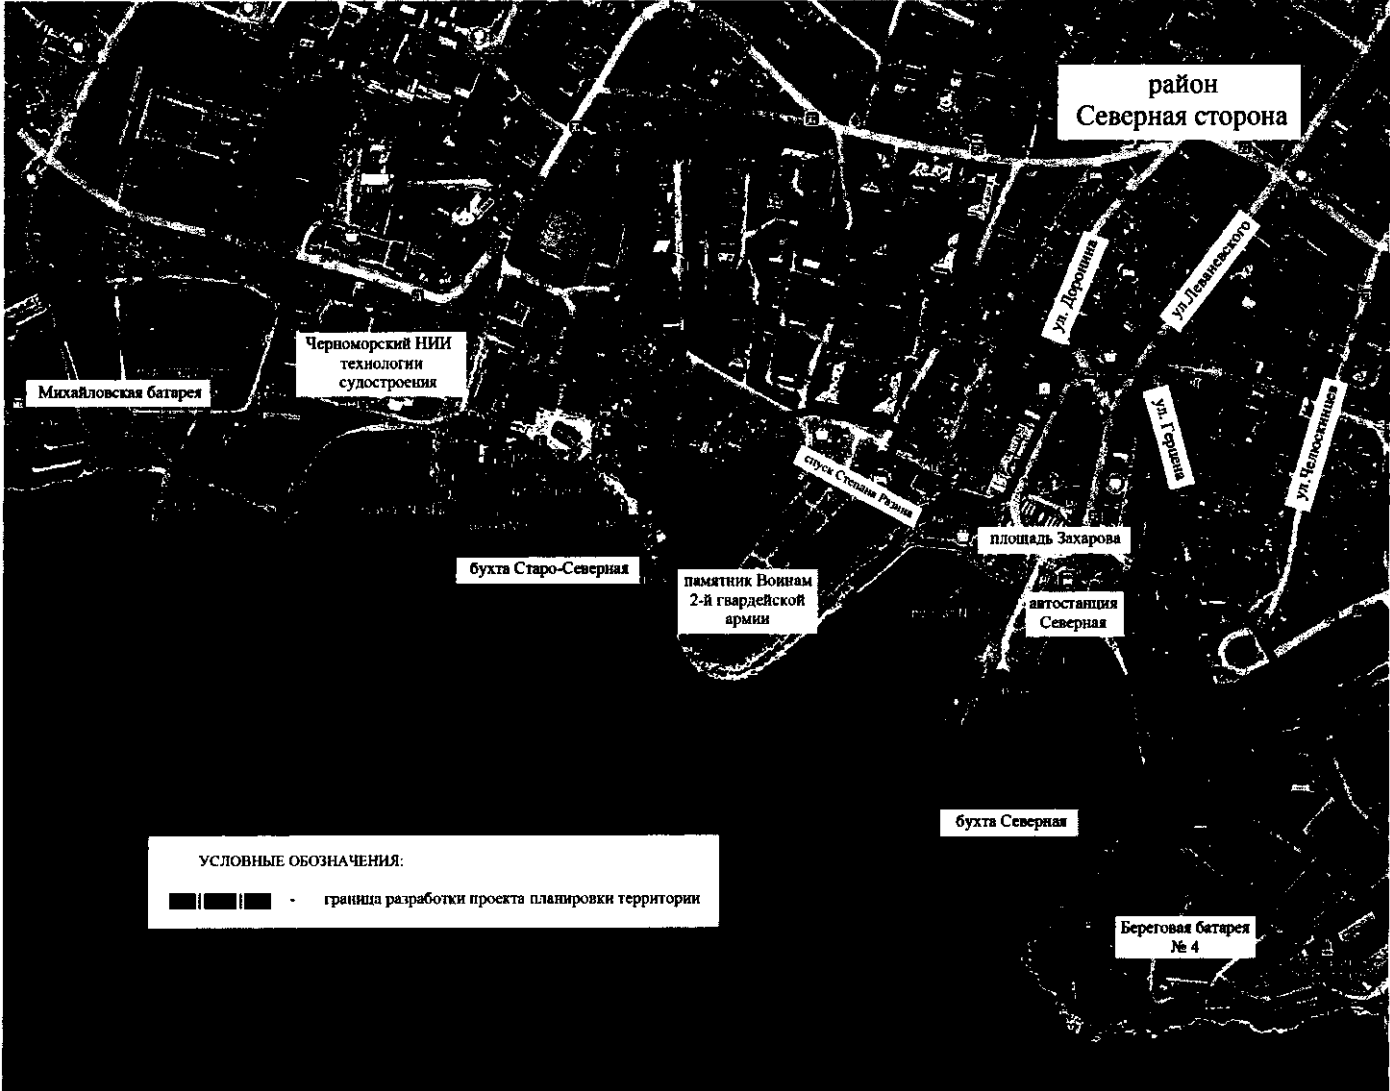 район
Северная сторона
ул. Доронина
ул.Леваневского
Черноморский НИИ
технологии
судостроения
Михайловская батарея
ул. Герцена
ул.Челюскинцев
спуск Степана Разина
площадь Захарова
бухта Старо-Северная
памятник Воинам
2-й гвардейской
армии
автостанция
Северная
бухта Северная
УСЛОВНЫЕ ОБОЗНАЧЕНИЯ:
- граница разработки проекта планировки территории
Береговая батарея
№ 4